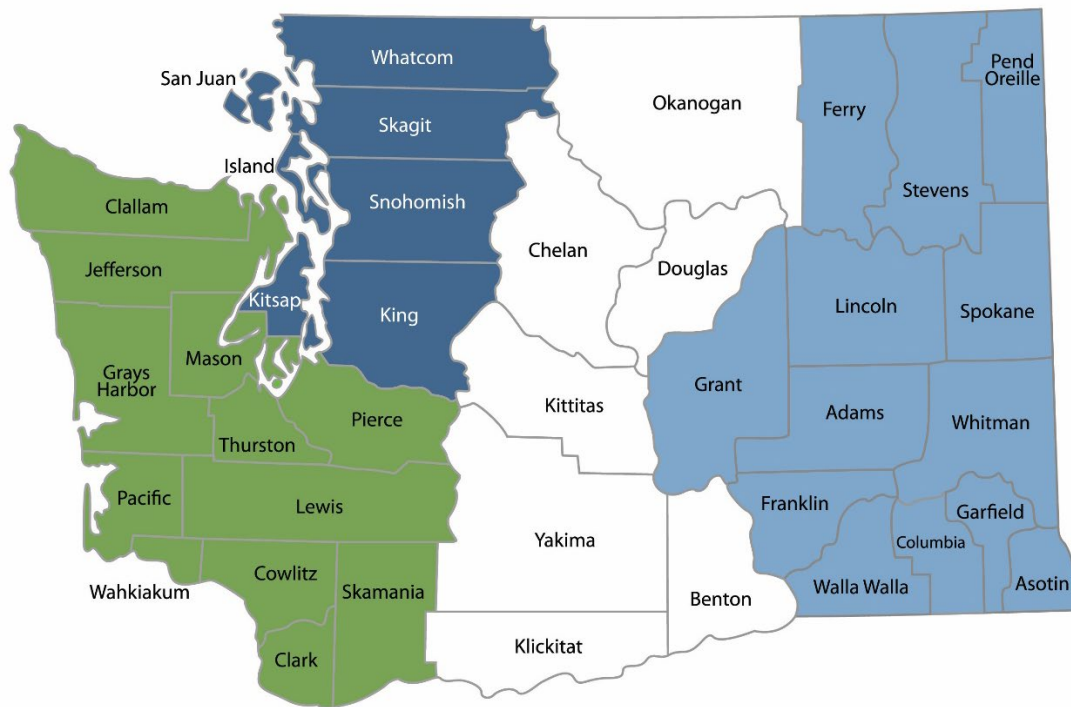 Whatcom
San Juan
Pend
Oreille
Okanogan
Ferry
Skagit
Island
Stevens
Snohomish
Clallam
Chelan
Douglas
Jefferson
Kitsap
King
Lincoln
Spokane
Mason
Grays
Harbor
Grant
Kittitas
Adams
Pierce
Whitman
Thurston
Pacific
Franklin
Lewis
Garfield
Yakima
Columbia
Cowlitz
Wahkiakum
Skamania
Walla Walla
Asotin
Benton
Klickitat
Clark